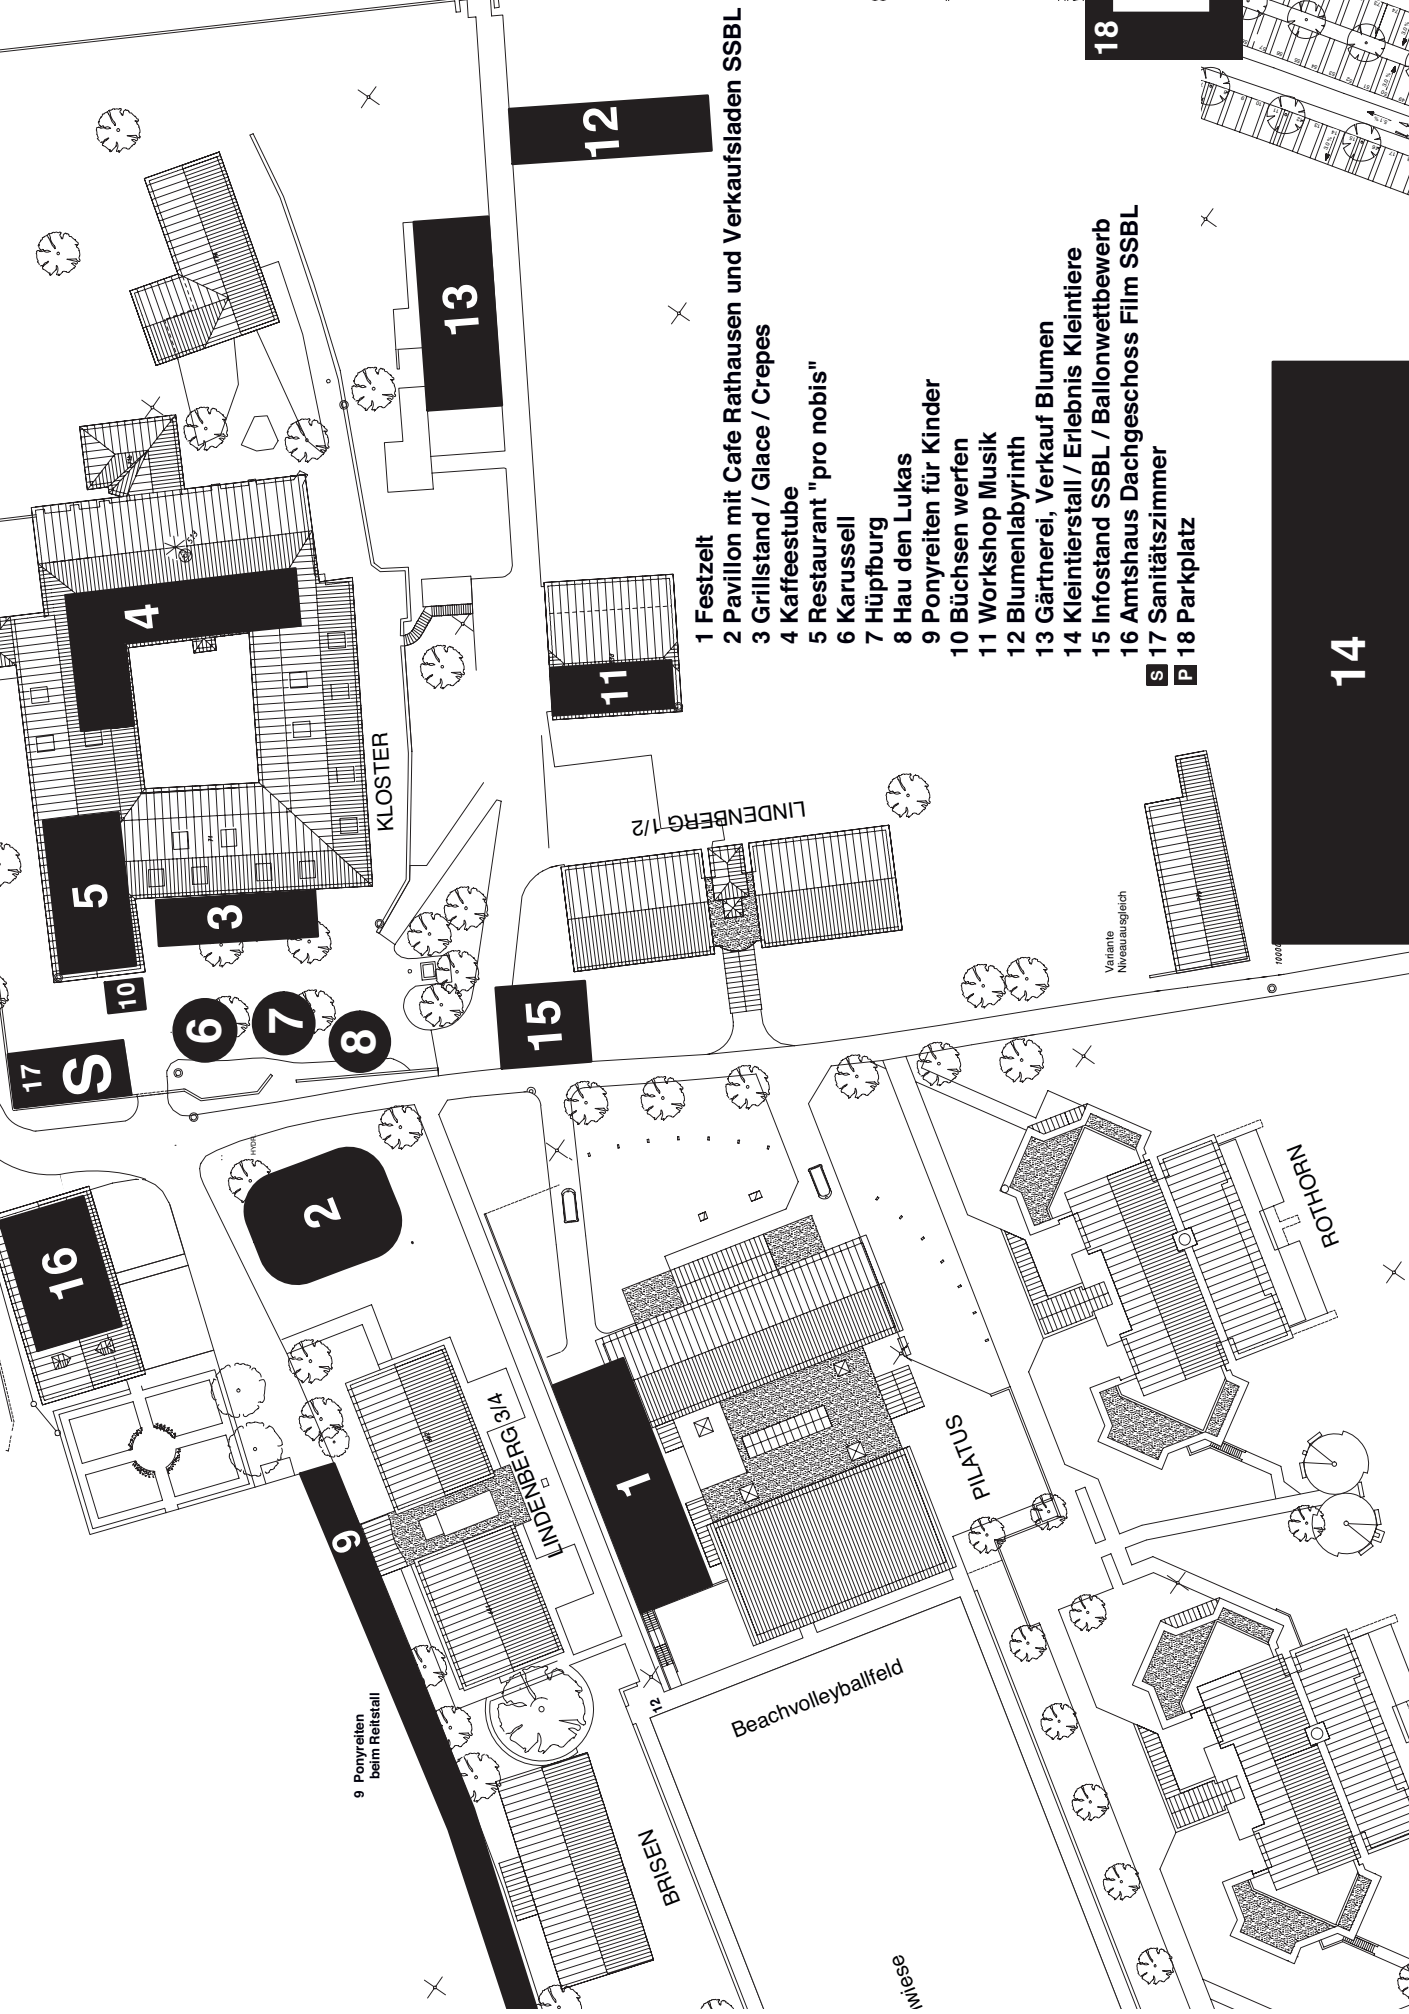 1 Festzelt
2 Pavillon mit Cafe Rathausen und Verkaufsladen SSBL
3 Grillstand / Glace / Crepes
4 Kaffeestube
5 Restaurant "pro nobis"
6 Karussell
7 Hüpfburg
8 Hau den Lukas
9 Ponyreiten für Kinder
10 Büchsen werfen
11 Workshop Musik
12 Blumenlabyrinth
13 Gärtnerei, Verkauf Blumen
14 Kleintierstall / Erlebnis Kleintiere
15 Infostand SSBL / Ballonwettbewerb
16 Amtshaus Dachgeschoss Film SSBL
S 17 Sanitätszimmer
P 18 Parkplatz
18
12
13
4
11
KLOSTER
LINDENBERG 1/2
5
3
10
6
7
8
15
17
S
14
Variante
Niveauausgleich
2
16
HYDR
9
LINDENBERG 3/4
1
PILATUS
ROTHORN
9 Ponyreiten
beim Reitstall
12
Beachvolleyballfeld
BRISEN
wiese